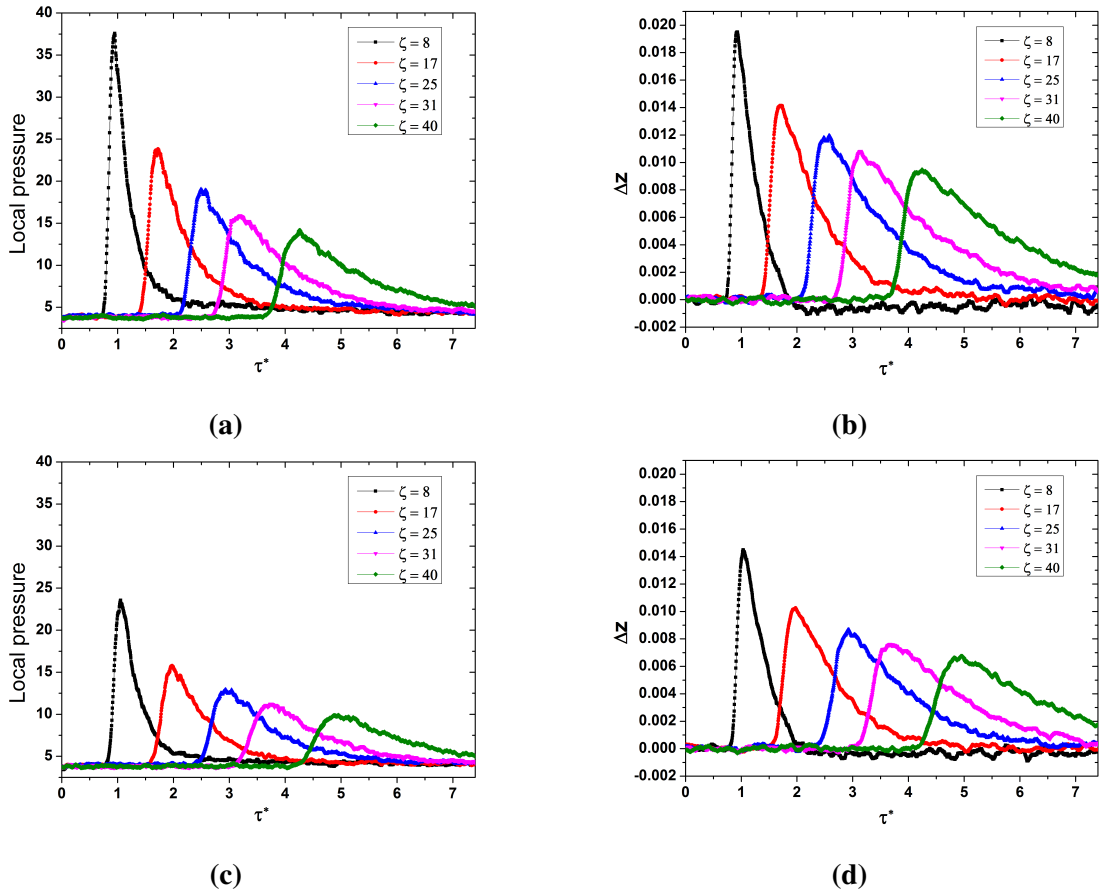 40
35
30
25
20
15
10
5
Local pressure
0 1 2 3 4 5 6 7
τ*
ζ = 8
ζ = 17
ζ = 25
ζ = 31
ζ = 40
(a)
0.020
0.018
0.016
0.014
0.012
0.010
0.008
0.006
0.004
0.002
0.000
-0.002
Δz
0 1 2 3 4 5 6 7
τ*
ζ = 8
ζ = 17
ζ = 25
ζ = 31
ζ = 40
(b)
40
35
30
25
20
15
10
5
Local pressure
0 1 2 3 4 5 6 7
τ*
ζ = 8
ζ = 17
ζ = 25
ζ = 31
ζ = 40
(c)
0.020
0.018
0.016
0.014
0.012
0.010
0.008
0.006
0.004
0.002
0.000
-0.002
Δz
0 1 2 3 4 5 6 7
τ*
ζ = 8
ζ = 17
ζ = 25
ζ = 31
ζ = 40
(d)